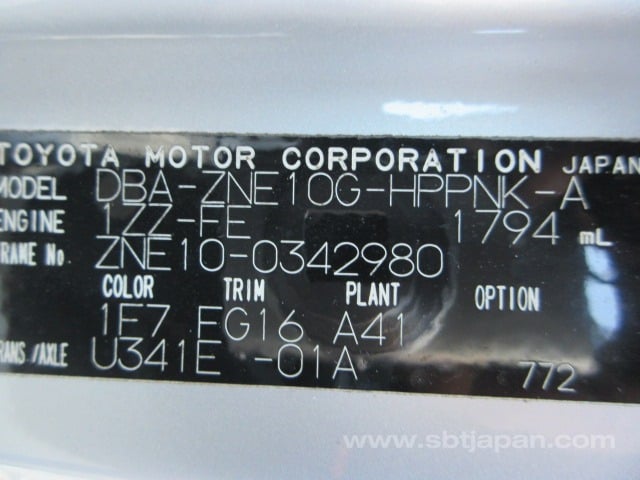 TOYOTA MOTOR CORPORATION JAPAN
MODEL DBA-ZNE10G-HPPNK-A
ENGINE 1ZZ-FE 1794 mL
FRAME No. ZNE10-0342980
COLOR TRIM PLANT OPTION
1E7 FG16 A41
TRANS./AXLE U341E -01A 772
www.sbtjapan.com